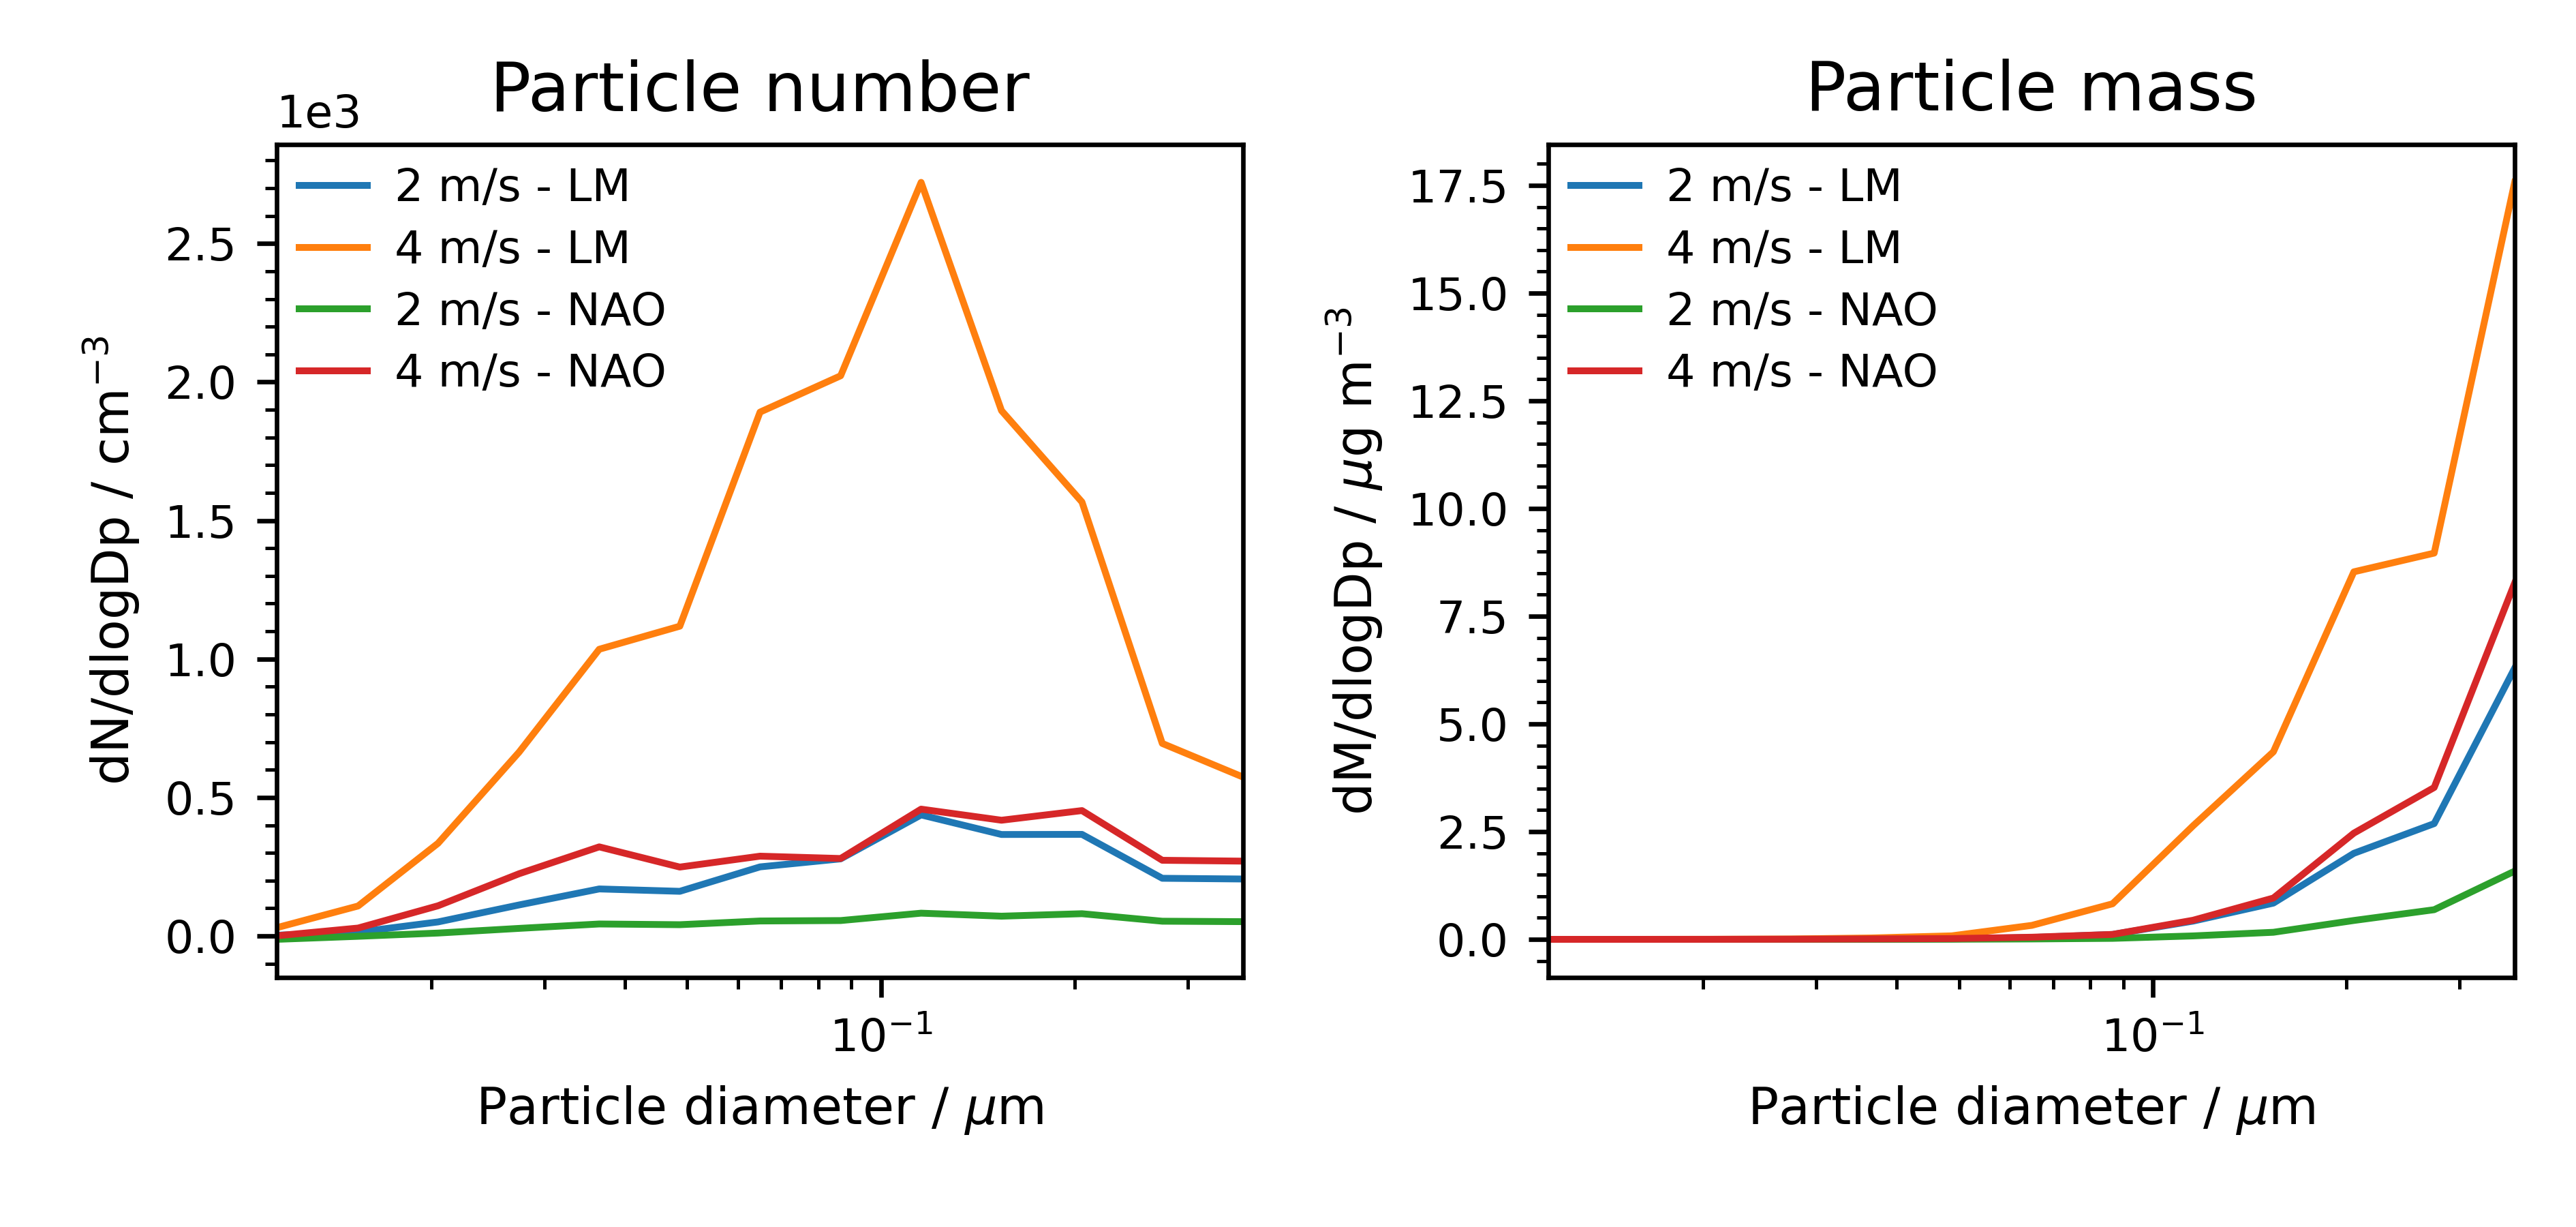 Particle number
1e3
2 m/s - LM
4 m/s - LM
2 m/s - NAO
4 m/s - NAO
2.5
2.0
1.5
1.0
0.5
0.0
dN/dlogDp / cm⁻³
10⁻¹
Particle diameter / μm
Particle mass
2 m/s - LM
4 m/s - LM
2 m/s - NAO
4 m/s - NAO
17.5
15.0
12.5
10.0
7.5
5.0
2.5
0.0
dM/dlogDp / μg m⁻³
10⁻¹
Particle diameter / μm